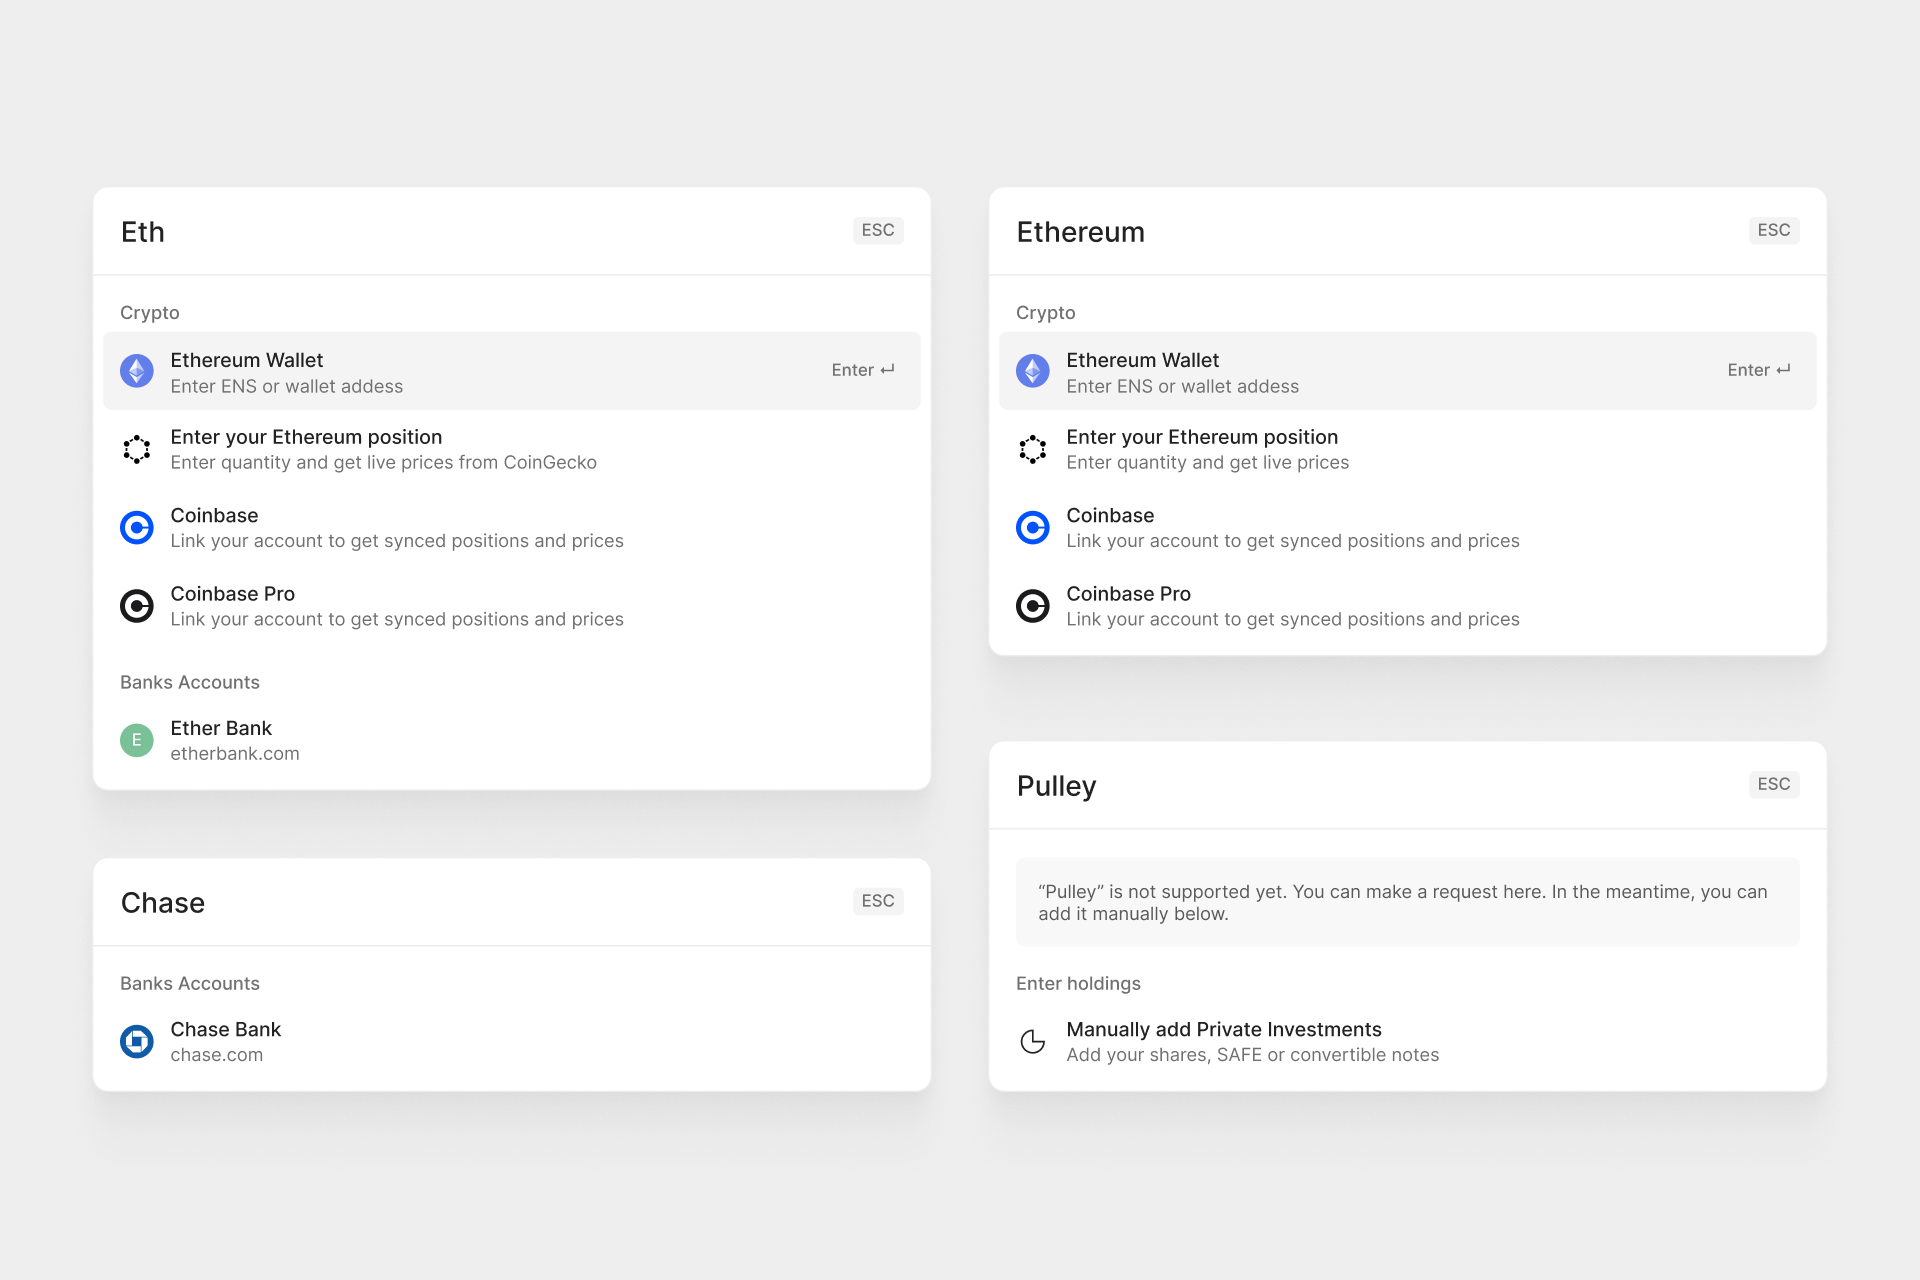 Eth
ESC
Crypto
Ethereum Wallet
Enter ENS or wallet addess
Enter ↵
Enter your Ethereum position
Enter quantity and get live prices from CoinGecko
Coinbase
Link your account to get synced positions and prices
Coinbase Pro
Link your account to get synced positions and prices
Banks Accounts
E
Ether Bank
etherbank.com
Chase
ESC
Banks Accounts
Chase Bank
chase.com
Ethereum
ESC
Crypto
Ethereum Wallet
Enter ENS or wallet addess
Enter ↵
Enter your Ethereum position
Enter quantity and get live prices
Coinbase
Link your account to get synced positions and prices
Coinbase Pro
Link your account to get synced positions and prices
Pulley
ESC
“Pulley” is not supported yet. You can make a request here. In the meantime, you can
add it manually below.
Enter holdings
Manually add Private Investments
Add your shares, SAFE or convertible notes